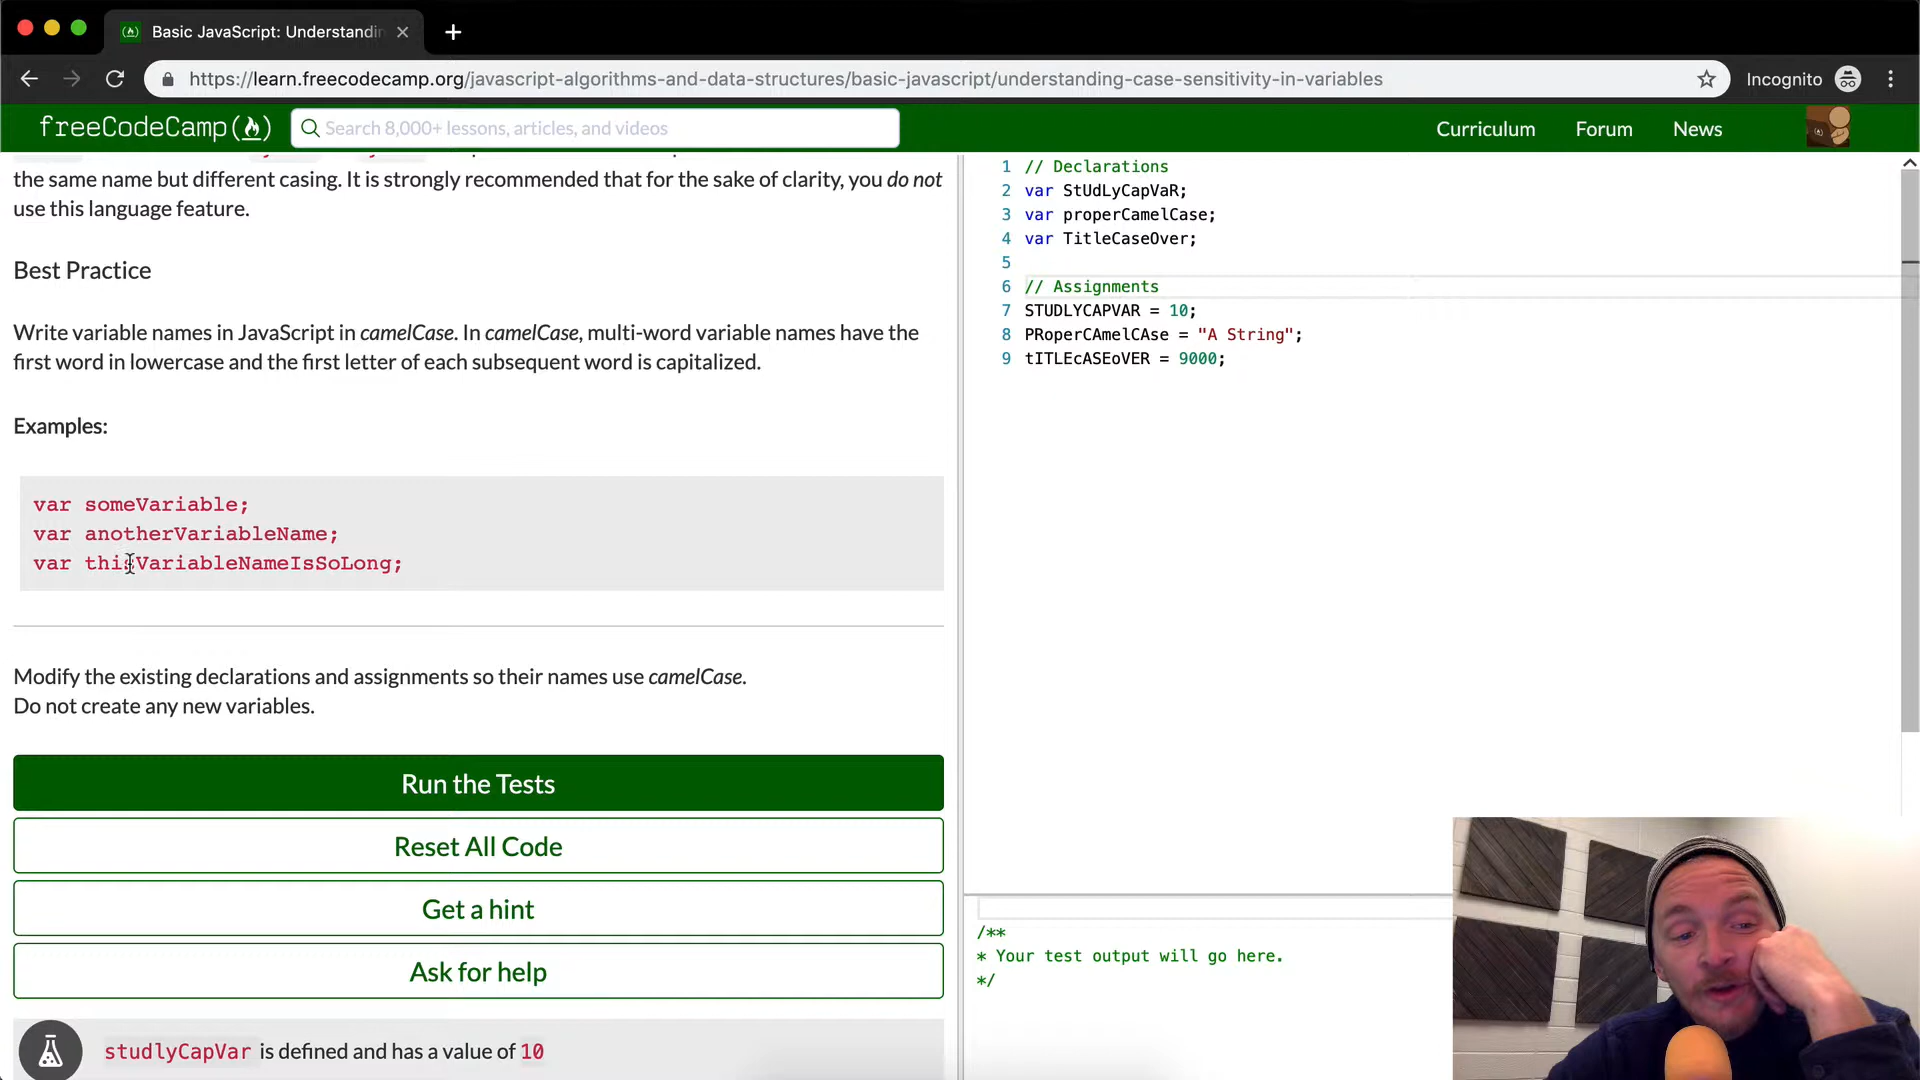 Basic JavaScript: Understandin
https://learn.freecodecamp.org/javascript-algorithms-and-data-structures/basic-javascript/understanding-case-sensitivity-in-variables
Incognito
freeCodeCamp
Search 8,000+ lessons, articles, and videos
Curriculum
Forum
News
the same name but different casing. It is strongly recommended that for the sake of clarity, you do not
use this language feature.
Best Practice
Write variable names in JavaScript in camelCase. In camelCase, multi-word variable names have the
first word in lowercase and the first letter of each subsequent word is capitalized.
Examples:
var someVariable;
var anotherVariableName;
var thisVariableNameIsSoLong;
Modify the existing declarations and assignments so their names use camelCase.
Do not create any new variables.
Run the Tests
Reset All Code
Get a hint
Ask for help
studlyCapVar is defined and has a value of 10
1 // Declarations
2 var StUdLyCapVaR;
3 var properCamelCase;
4 var TitleCaseOver;
5
6 // Assignments
7 STUDLYCAPVAR = 10;
8 PRoperCAmelCAse = "A String";
9 tITLEcASEoVER = 9000;
/**
* Your test output will go here.
*/